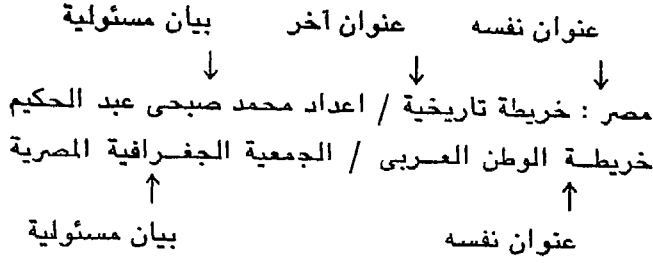 عنوان نفسه عنوان آخر بيان مسئولية
مصر : خريطة تاريخية / اعداد محمد صبحى عبد الحكيم
خريطة الوطن العربى / الجمعية الجغرافية المصرية
عنوان نفسه بيان مسئولية